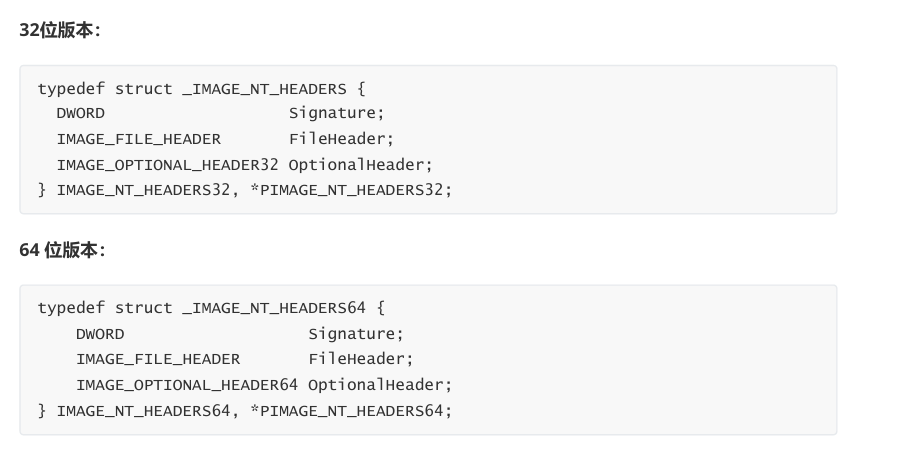 32位版本：
typedef struct _IMAGE_NT_HEADERS {
  DWORD                   Signature;
  IMAGE_FILE_HEADER       FileHeader;
  IMAGE_OPTIONAL_HEADER32 OptionalHeader;
} IMAGE_NT_HEADERS32, *PIMAGE_NT_HEADERS32;
64 位版本：
typedef struct _IMAGE_NT_HEADERS64 {
    DWORD                   Signature;
    IMAGE_FILE_HEADER       FileHeader;
    IMAGE_OPTIONAL_HEADER64 OptionalHeader;
} IMAGE_NT_HEADERS64, *PIMAGE_NT_HEADERS64;